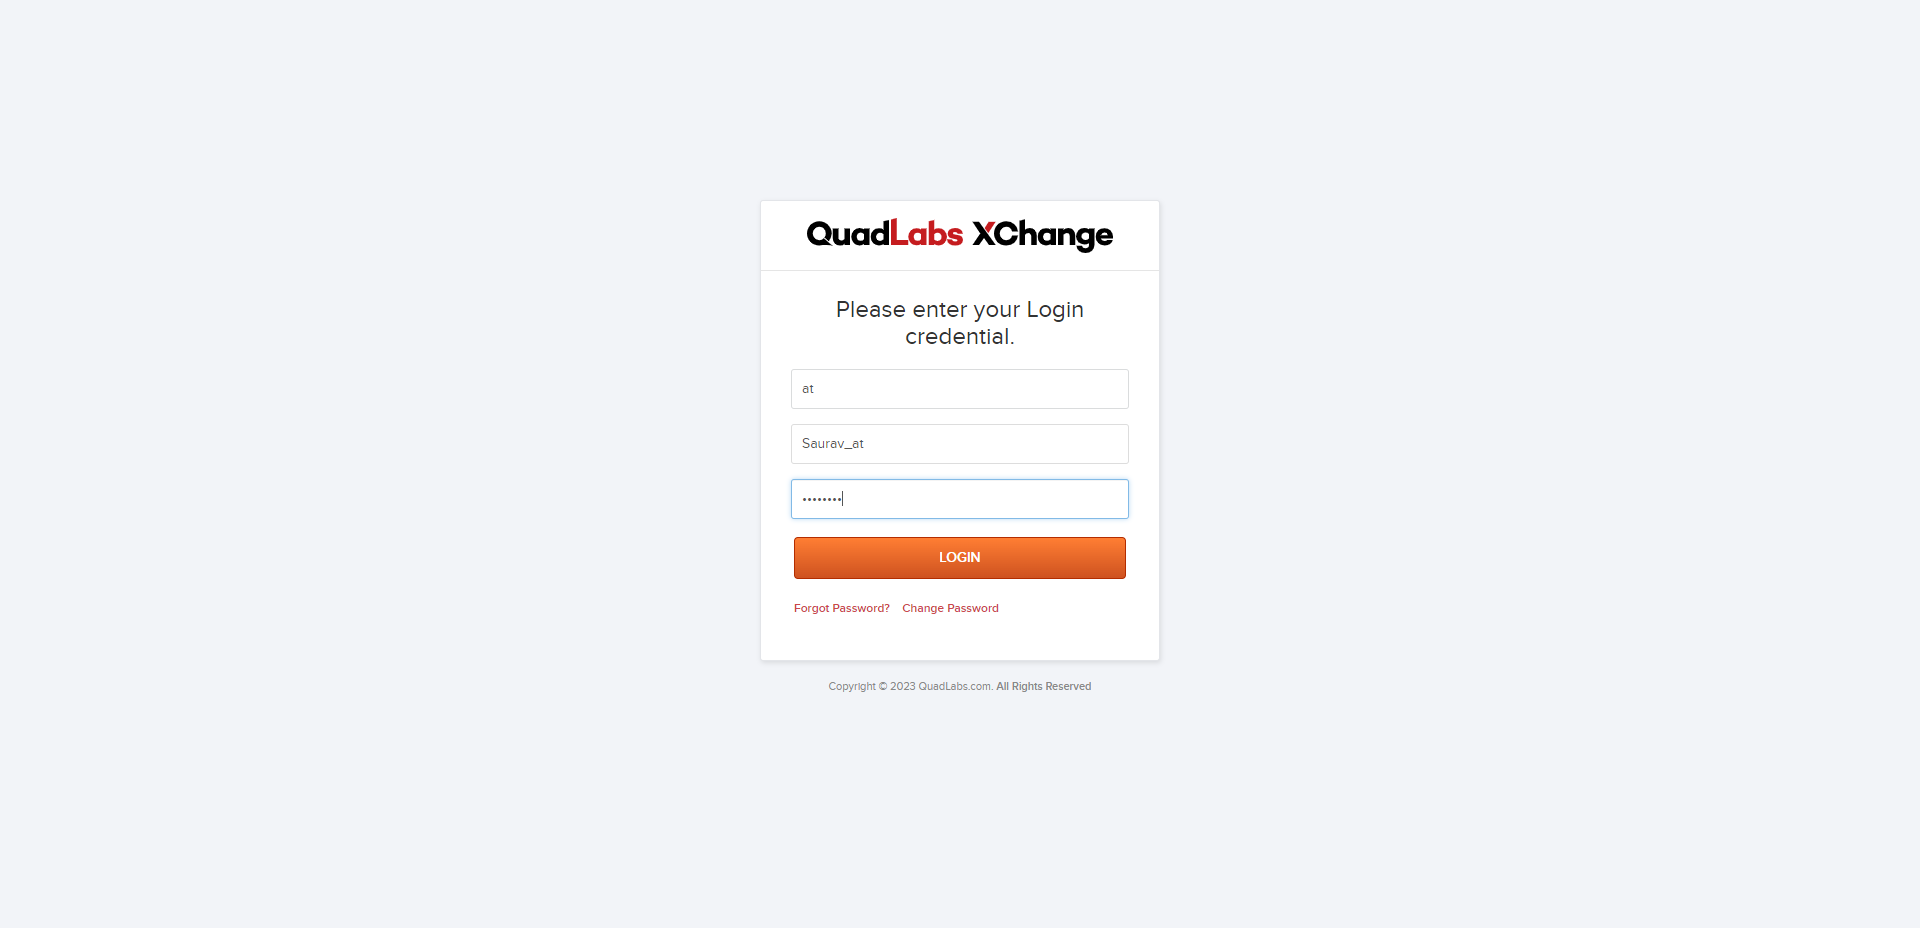 QuadLabs XChange
Please enter your Login
credential.
at
Saurav_at
••••••••
LOGIN
Forgot Password? Change Password
Copyright © 2023 QuadLabs.com. All Rights Reserved